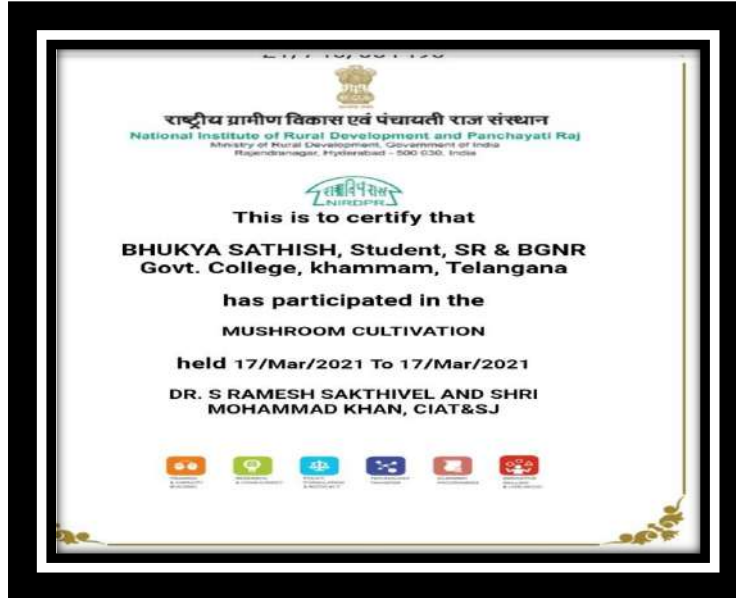 राष्ट्रीय ग्रामीण विकास एवं पंचायती राज संस्थान
National Institute of Rural Development and Panchayati Raj
Ministry of Rural Development, Government of India
Rajendranagar, Hyderabad – 500 030, India
NIRDPR
This is to certify that
BHUKYA SATHISH, Student, SR & BGNR
Govt. College, khammam, Telangana
has participated in the
MUSHROOM CULTIVATION
held 17/Mar/2021 To 17/Mar/2021
DR. S RAMESH SAKTHIVEL AND SHRI
MOHAMMAD KHAN, CIAT&SJ